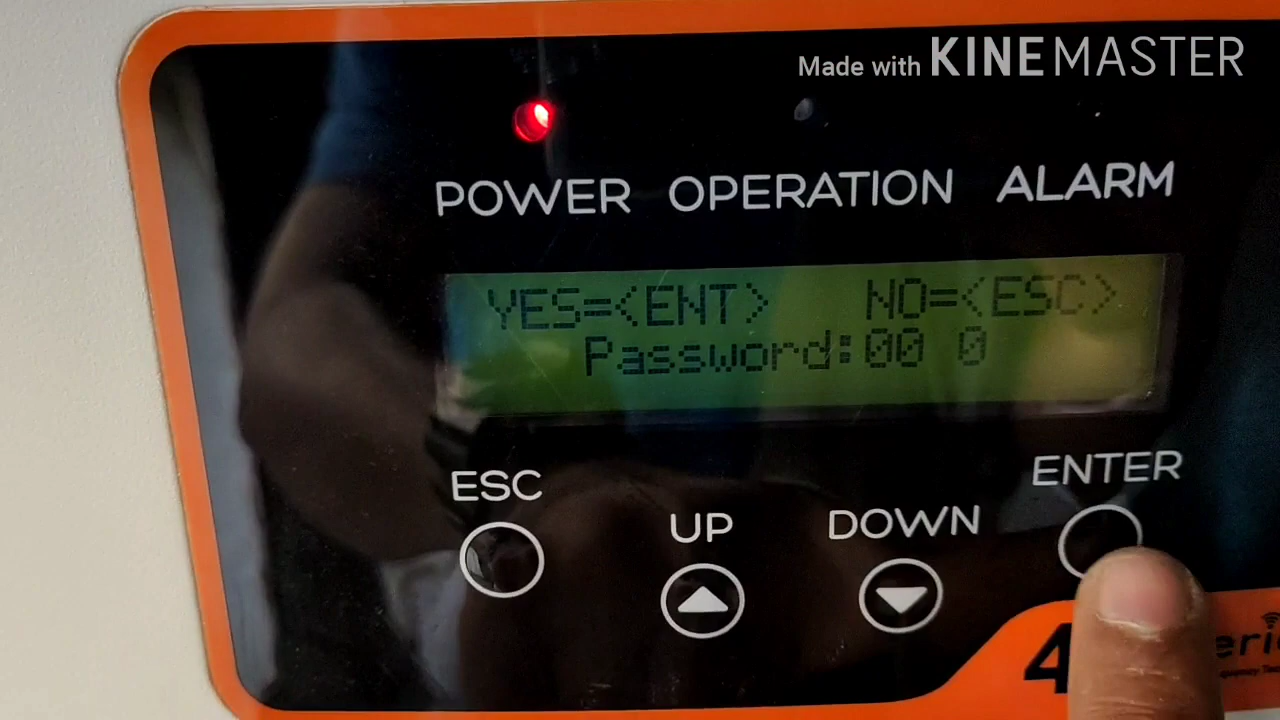 Made with KINEMASTER
POWER OPERATION ALARM
YES=<ENT> NO=<ESC>
Password:00 0
ESC
UP
DOWN
ENTER
4